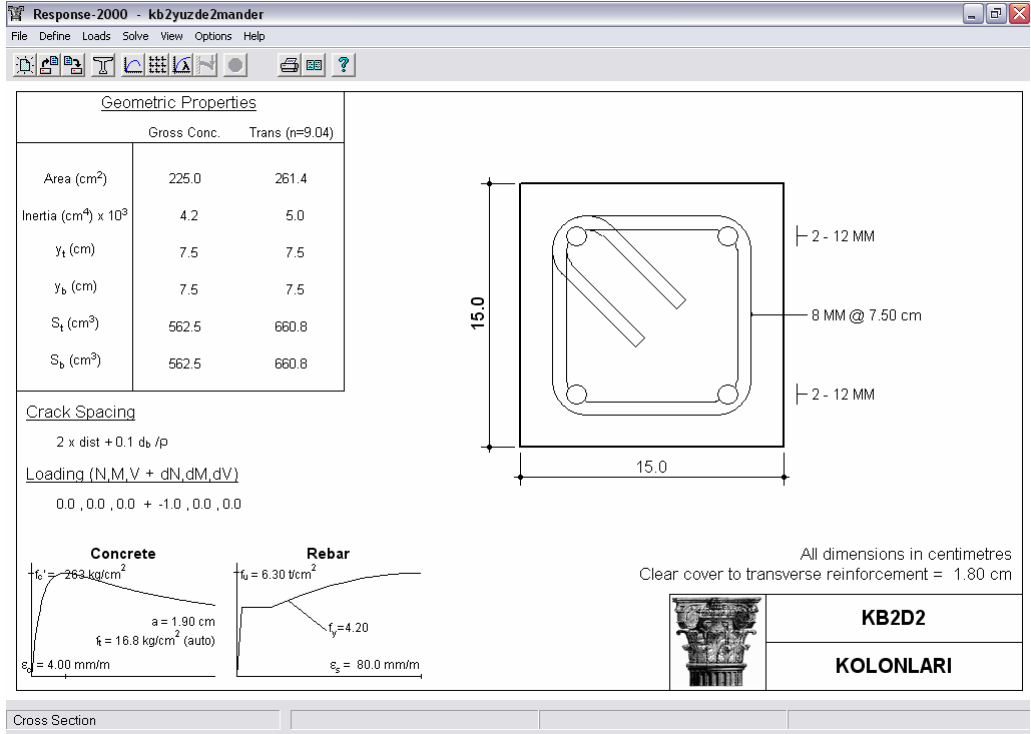 Response-2000 - kb2yuzde2mander
File Define Loads Solve View Options Help
Geometric Properties
Gross Conc. Trans (n=9.04)
Area (cm²) 225.0 261.4
Inertia (cm⁴) x 10³ 4.2 5.0
yt (cm) 7.5 7.5
yb (cm) 7.5 7.5
St (cm³) 562.5 660.8
Sb (cm³) 562.5 660.8
Crack Spacing
2 x dist + 0.1 db /ρ
Loading (N,M,V + dN,dM,dV)
0.0 , 0.0 , 0.0 + -1.0 , 0.0 , 0.0
2 - 12 MM
8 MM @ 7.50 cm
2 - 12 MM
15.0
15.0
Concrete
fc' = 263 kg/cm²
a = 1.90 cm
ft = 16.8 kg/cm² (auto)
εc' = 4.00 mm/m
Rebar
fu = 6.30 t/cm²
fy=4.20
εs = 80.0 mm/m
All dimensions in centimetres
Clear cover to transverse reinforcement = 1.80 cm
KB2D2
KOLONLARI
Cross Section